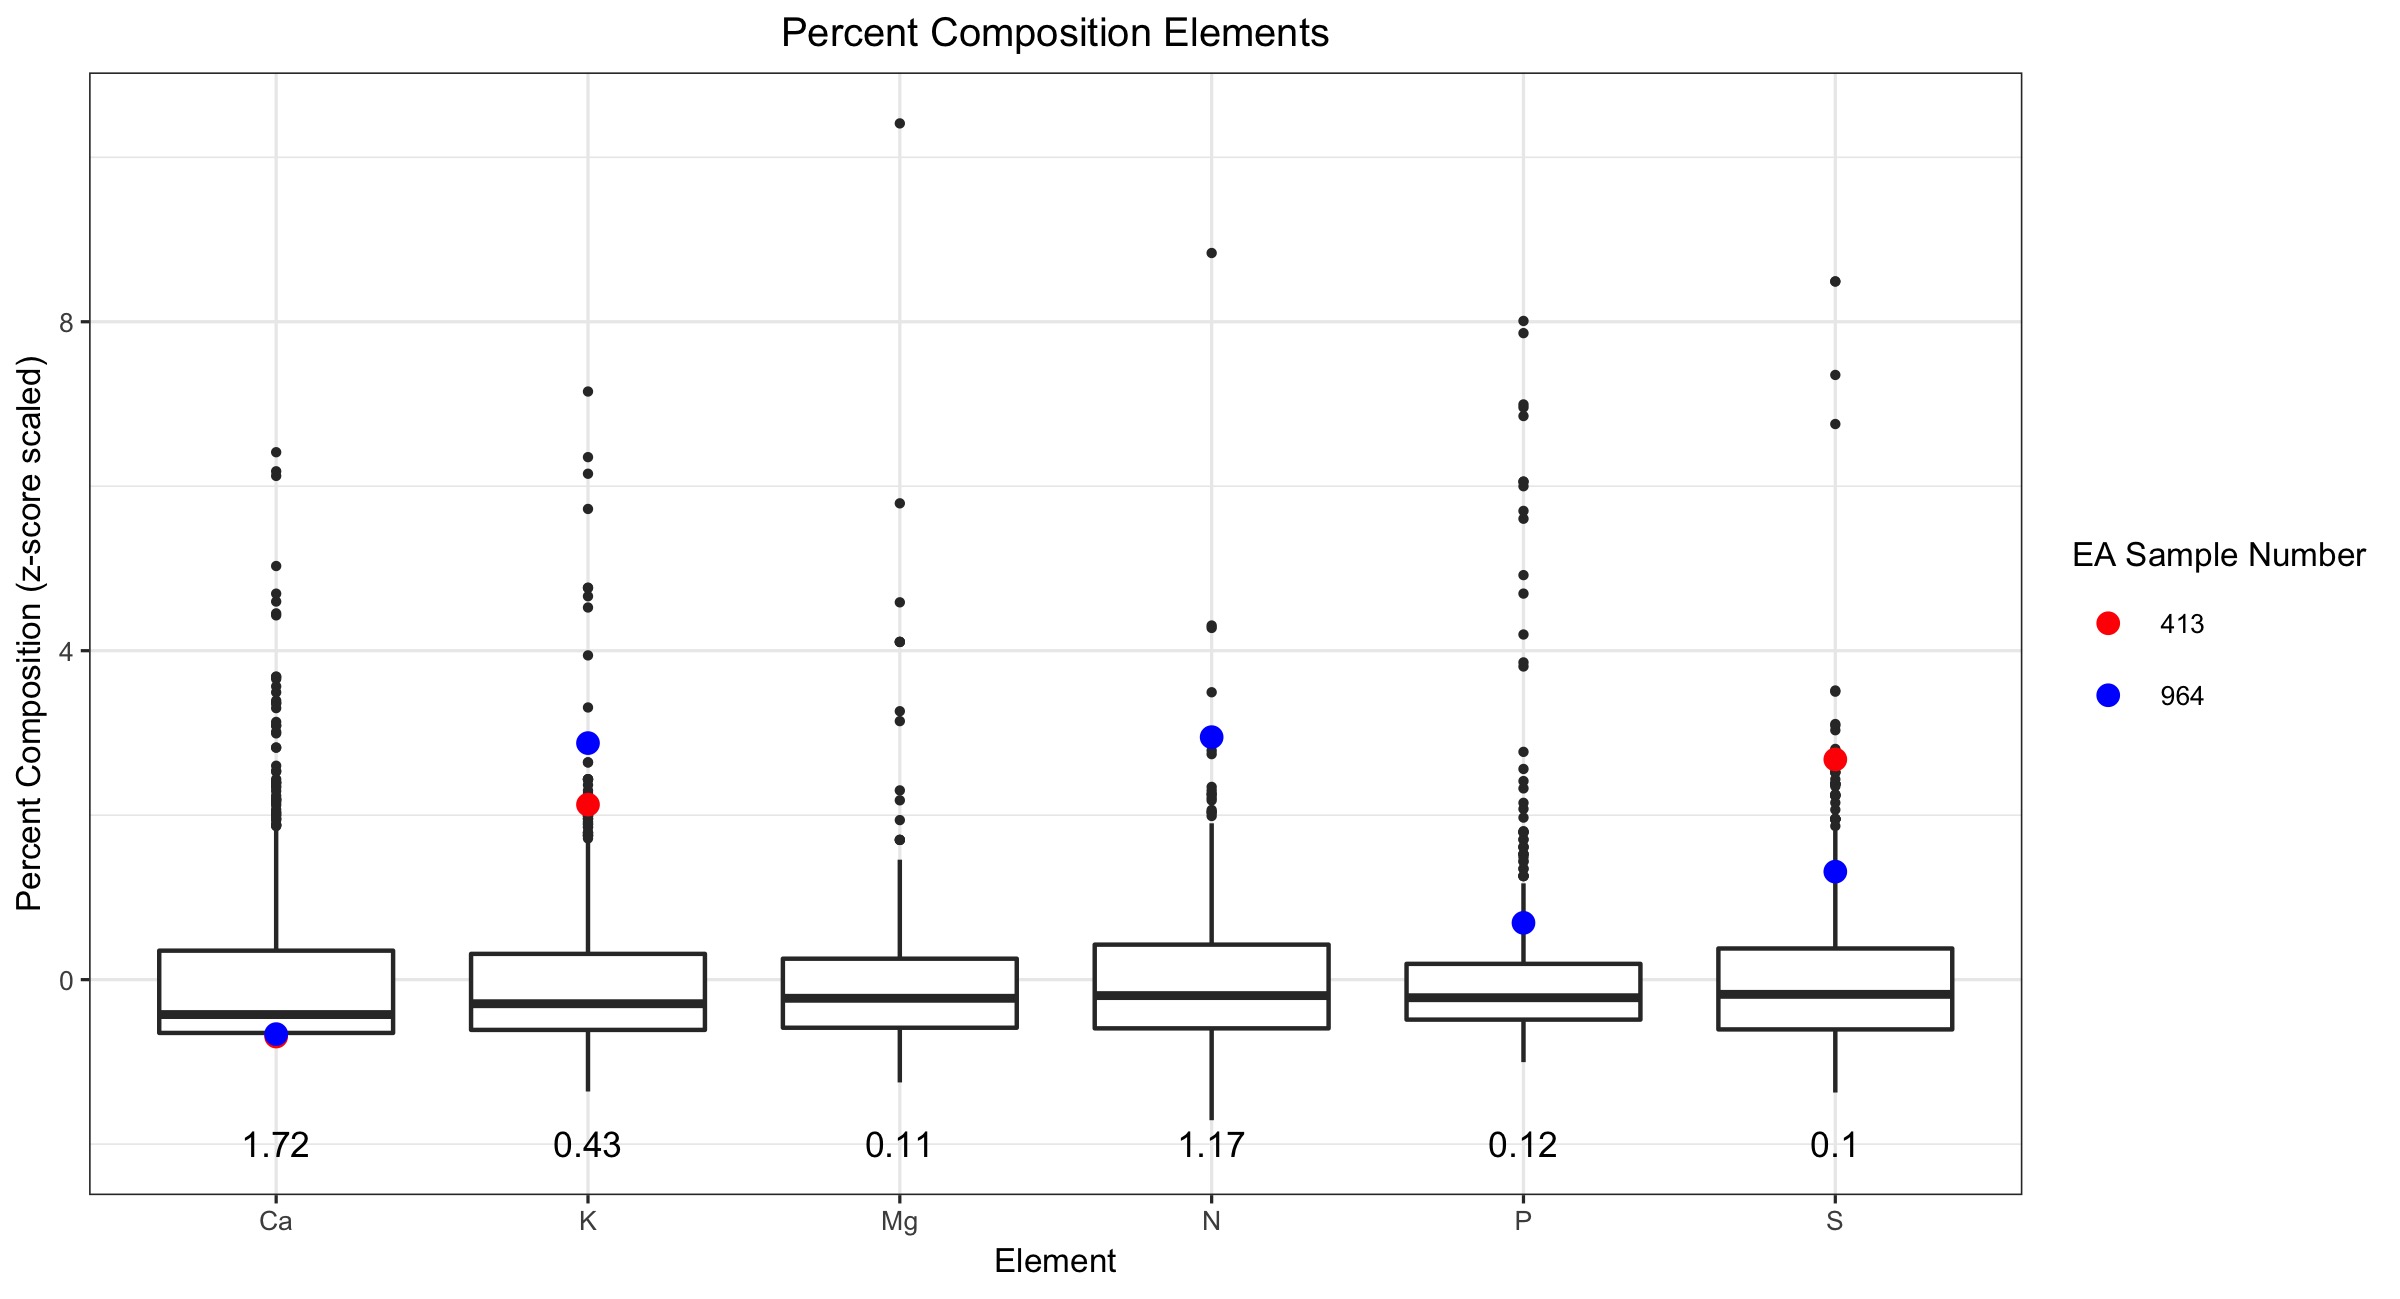 Percent Composition Elements
Percent Composition (z-score scaled)
8
4
0
1.72 0.43 0.11 1.17 0.12 0.1
Ca K Mg N P S
Element
EA Sample Number
413
964